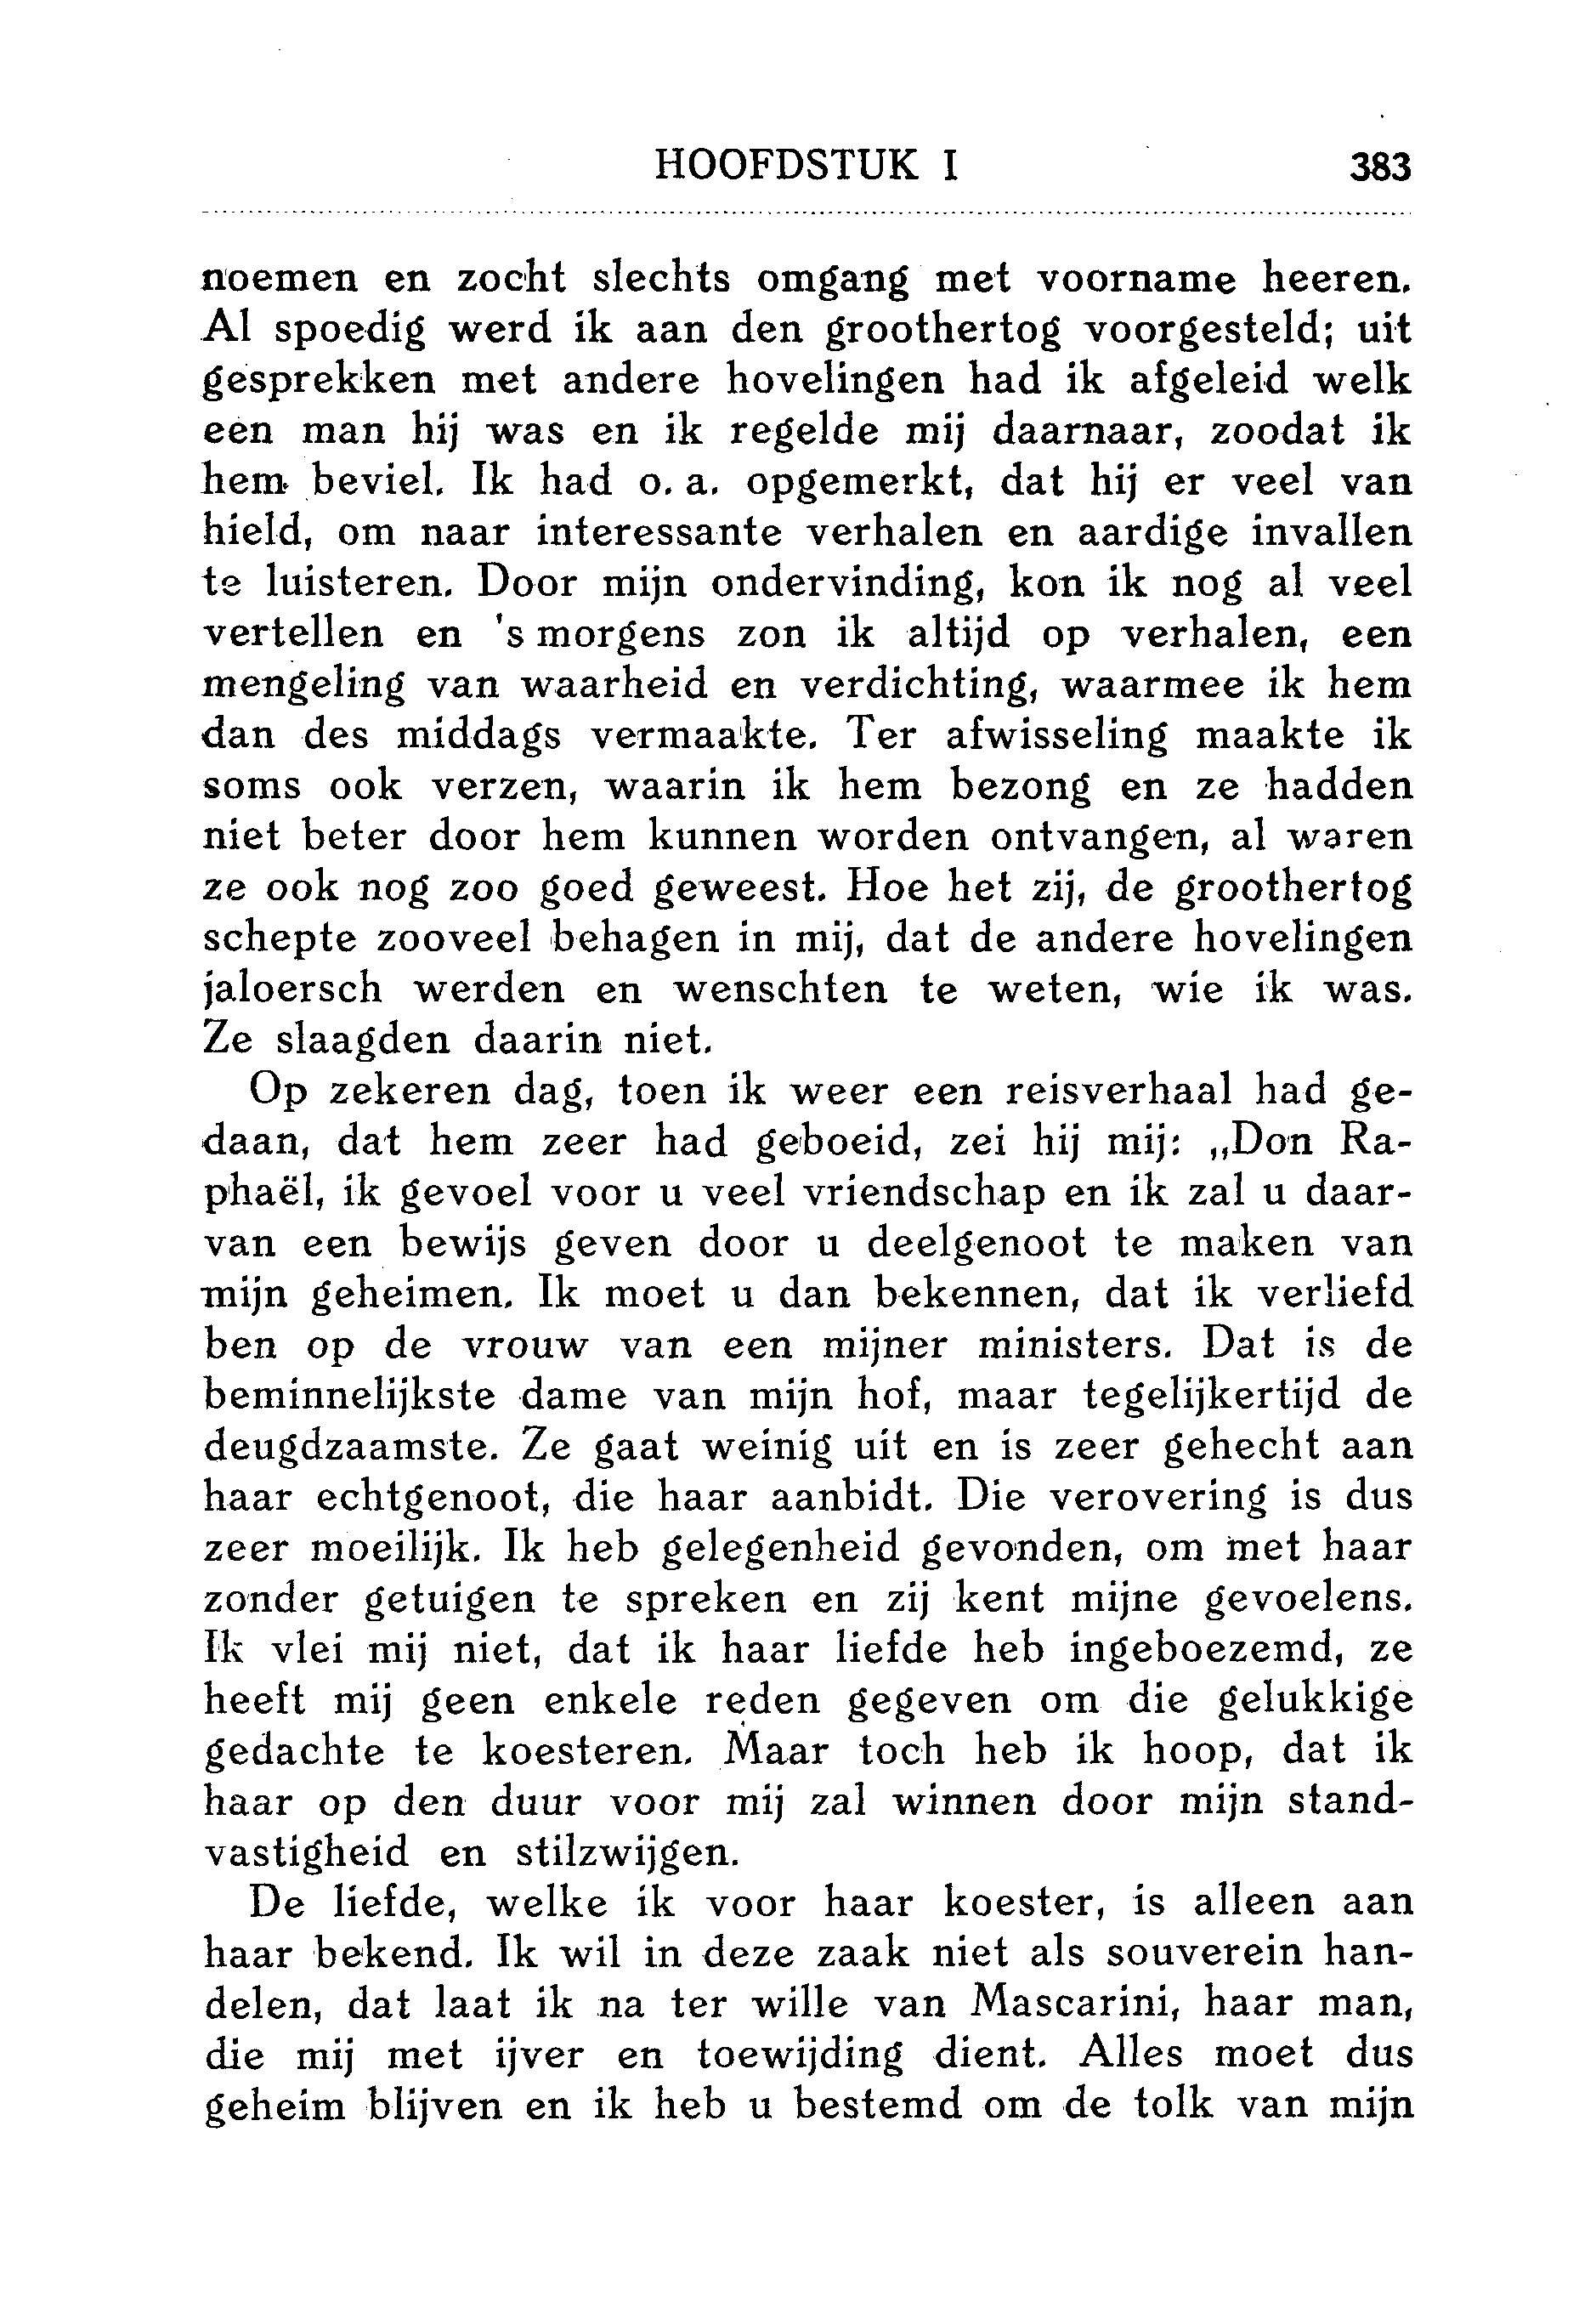 HOOFDSTUK I 383
noemen en zocht slechts omgang met voorname heeren.
Al spoedig werd ik aan den groothertog voorgesteld; uit
gesprekken met andere hovelingen had ik afgeleid welk
een man hij was en ik regelde mij daarnaar, zoodat ik
hem beviel. Ik had o. a. opgemerkt, dat hij er veel van
hield, om naar interessante verhalen en aardige invallen
te luisteren. Door mijn ondervinding, kon ik nog al veel
vertellen en 's morgens zon ik altijd op verhalen, een
mengeling van waarheid en verdichting, waarmee ik hem
dan des middags vermaakte. Ter afwisseling maakte ik
soms ook verzen, waarin ik hem bezong en ze hadden
niet beter door hem kunnen worden ontvangen, al waren
ze ook nog zoo goed geweest. Hoe het zij, de groothertog
schepte zooveel behagen in mij, dat de andere hovelingen
jaloersch werden en wenschten te weten, wie ik was.
Ze slaagden daarin niet.
Op zekeren dag, toen ik weer een reisverhaal had ge-
daan, dat hem zeer had geboeid, zei hij mij: „Don Ra-
phaël, ik gevoel voor u veel vriendschap en ik zal u daar-
van een bewijs geven door u deelgenoot te maken van
mijn geheimen. Ik moet u dan bekennen, dat ik verliefd
ben op de vrouw van een mijner ministers. Dat is de
beminnelijkste dame van mijn hof, maar tegelijkertijd de
deugdzaamste. Ze gaat weinig uit en is zeer gehecht aan
haar echtgenoot, die haar aanbidt. Die verovering is dus
zeer moeilijk. Ik heb gelegenheid gevonden, om met haar
zonder getuigen te spreken en zij kent mijne gevoelens.
Ik vlei mij niet, dat ik haar liefde heb ingeboezemd, ze
heeft mij geen enkele reden gegeven om die gelukkige
gedachte te koesteren. Maar toch heb ik hoop, dat ik
haar op den duur voor mij zal winnen door mijn stand-
vastigheid en stilzwijgen.
De liefde, welke ik voor haar koester, is alleen aan
haar bekend. Ik wil in deze zaak niet als souverein han-
delen, dat laat ik na ter wille van Mascarini, haar man,
die mij met ijver en toewijding dient. Alles moet dus
geheim blijven en ik heb u bestemd om de tolk van mijn